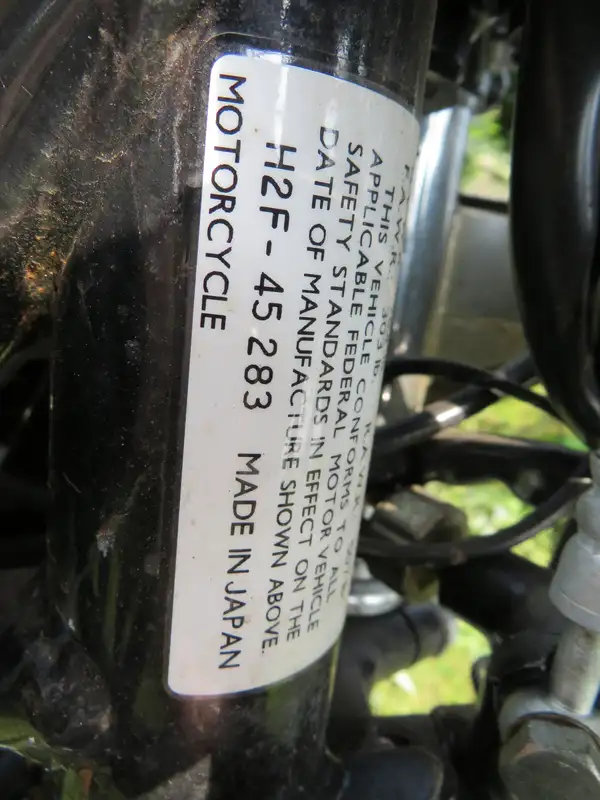 THIS VEHICLE CONFORMS TO ALL
APPLICABLE FEDERAL MOTOR VEHICLE
SAFETY STANDARDS IN EFFECT ON THE
DATE OF MANUFACTURE SHOWN ABOVE.
H2F-45283 MADE IN JAPAN
MOTORCYCLE